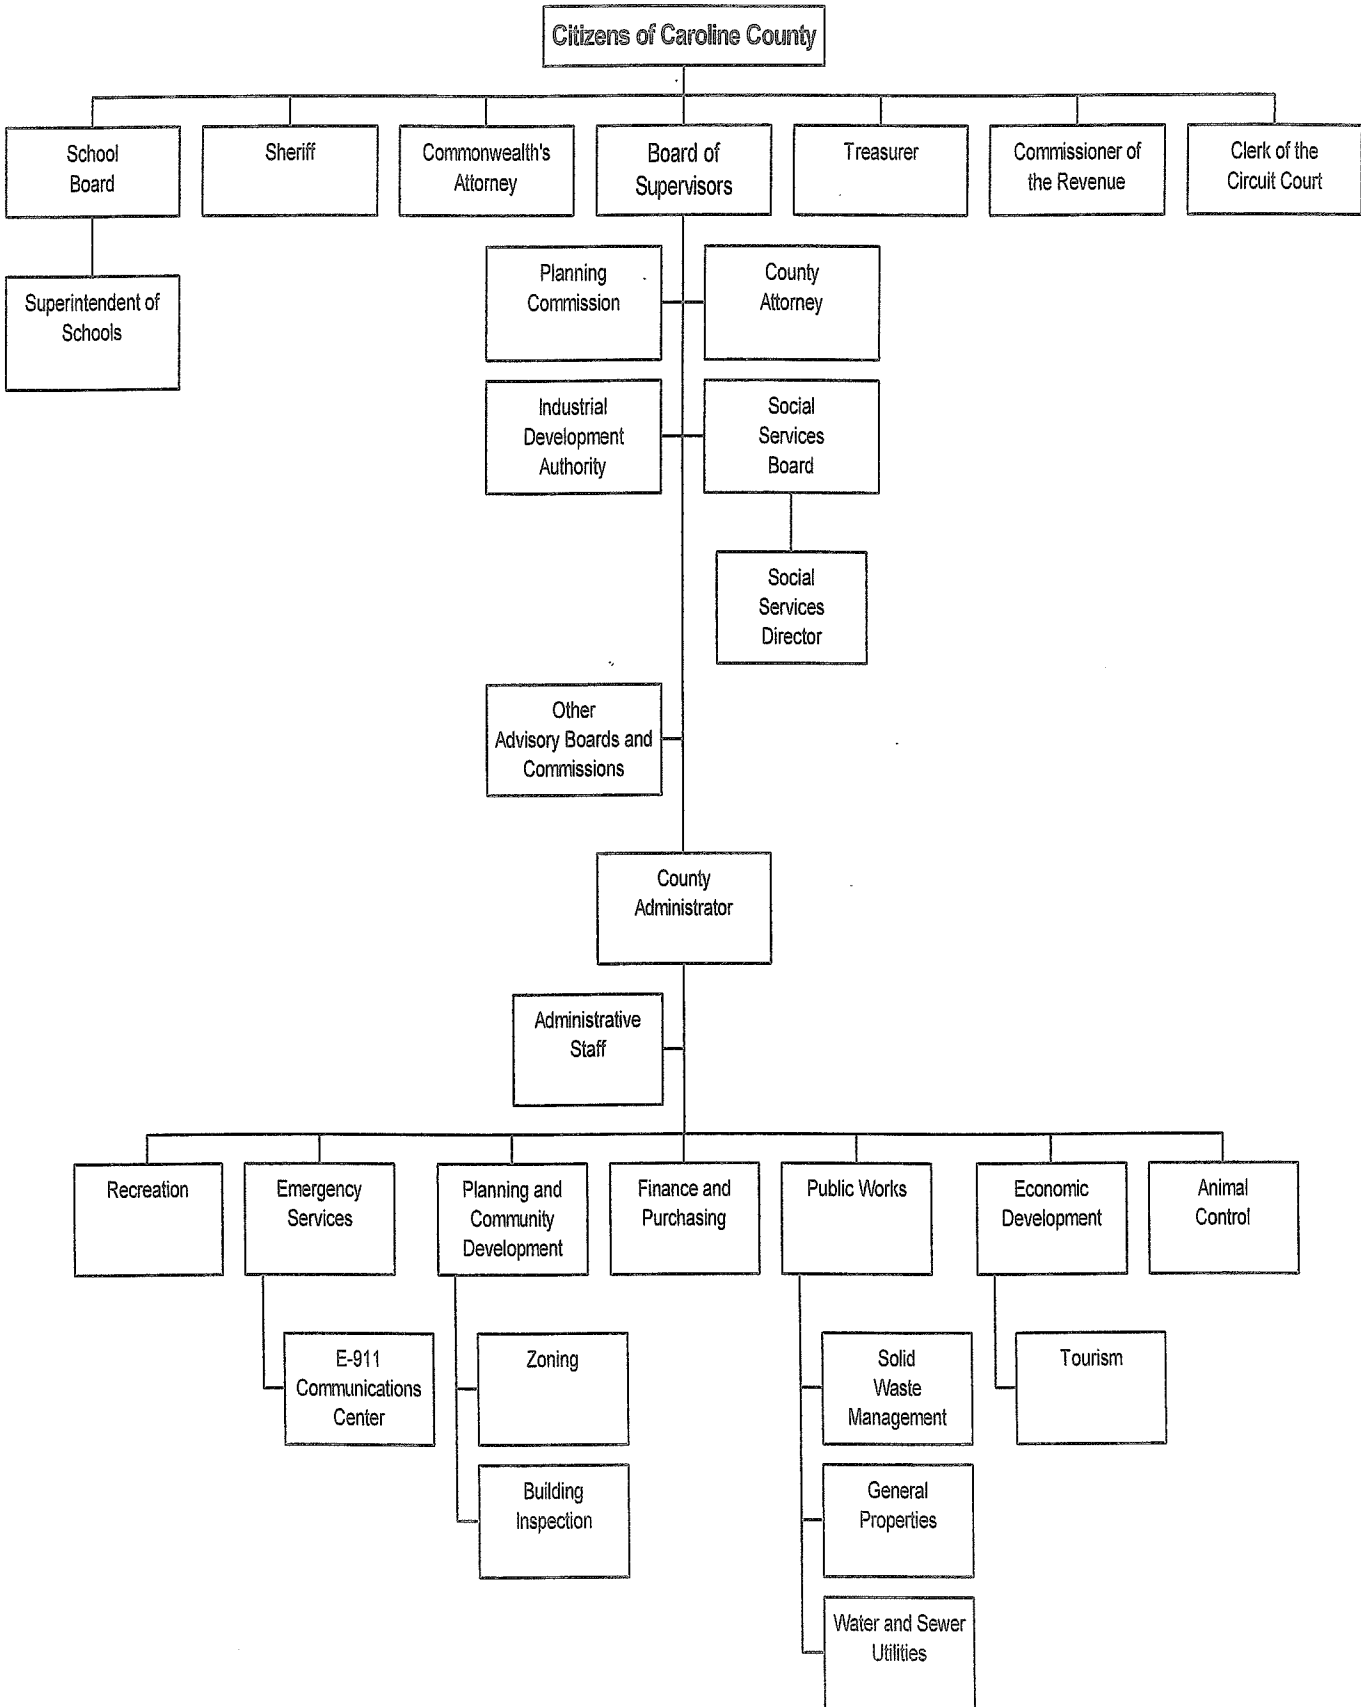 Citizens of Caroline County
School
Board
Sheriff
Commonwealth's
Attorney
Board of
Supervisors
Treasurer
Commissioner of
the Revenue
Clerk of the
Circuit Court
Superintendent of
Schools
Planning
Commission
County
Attorney
Industrial
Development
Authority
Social
Services
Board
Social
Services
Director
Other
Advisory Boards and
Commissions
County
Administrator
Administrative
Staff
Recreation
Emergency
Services
Planning and
Community
Development
Finance and
Purchasing
Public Works
Economic
Development
Animal
Control
E-911
Communications
Center
Zoning
Solid
Waste
Management
Tourism
Building
Inspection
General
Properties
Water and Sewer
Utilities